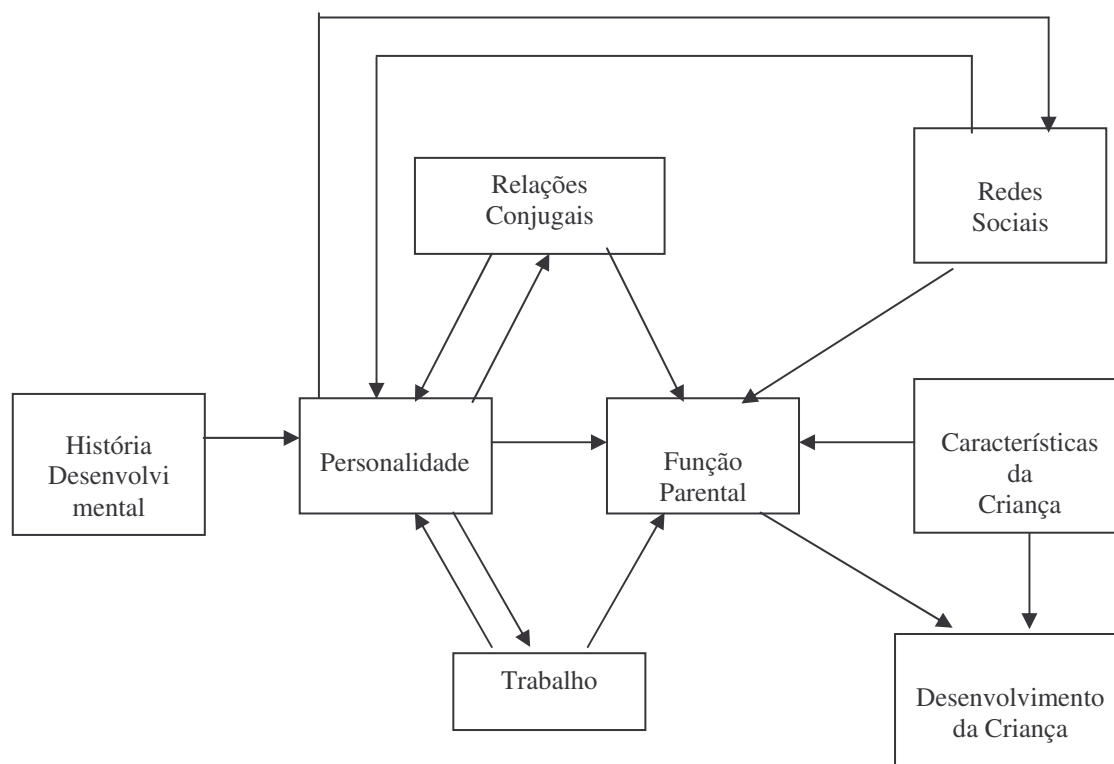 Relações
Conjugais
Redes
Sociais
História
Desenvolvi
mental
Personalidade
Função
Parental
Características
da
Criança
Trabalho
Desenvolvimento
da Criança